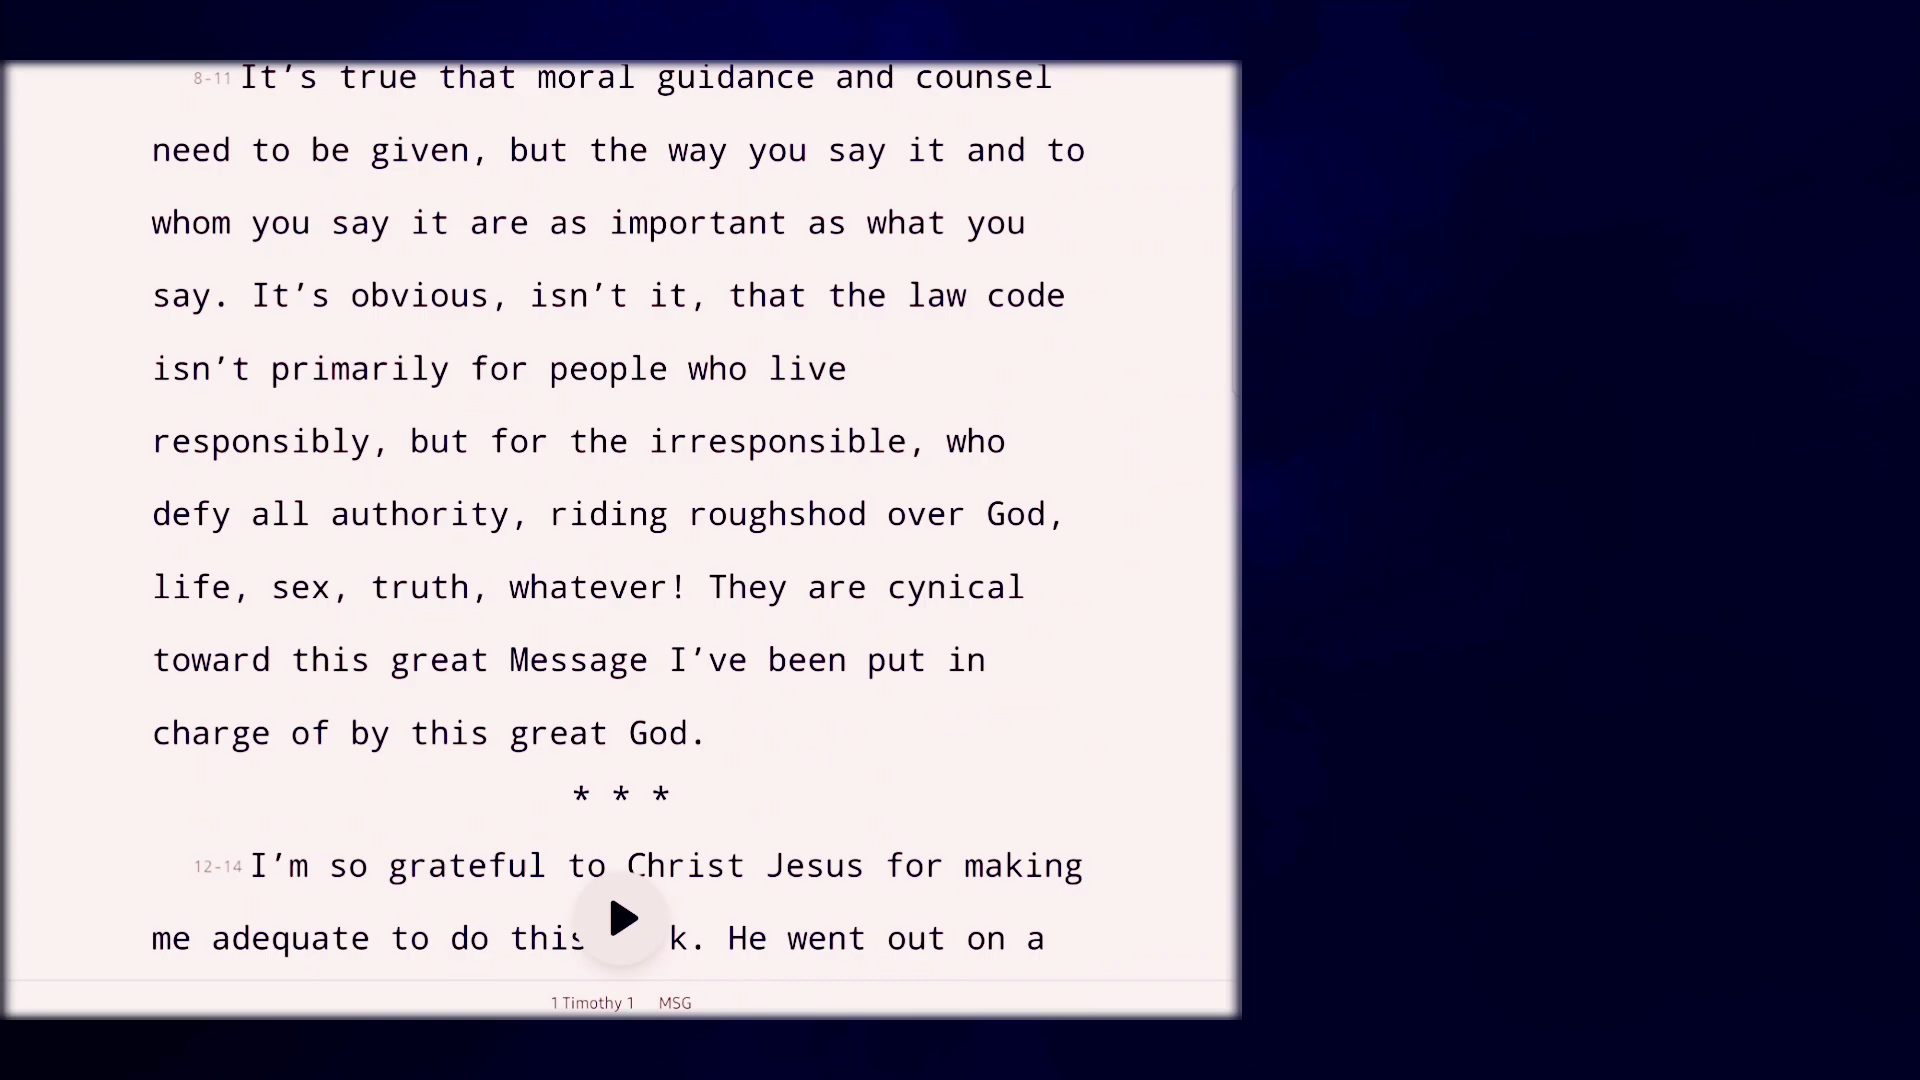 8-11 It’s true that moral guidance and counsel
need to be given, but the way you say it and to
whom you say it are as important as what you
say. It’s obvious, isn’t it, that the law code
isn’t primarily for people who live
responsibly, but for the irresponsible, who
defy all authority, riding roughshod over God,
life, sex, truth, whatever! They are cynical
toward this great Message I’ve been put in
charge of by this great God.
* * *
12-14 I’m so grateful to Christ Jesus for making
me adequate to do this k. He went out on a
1 Timothy 1 MSG